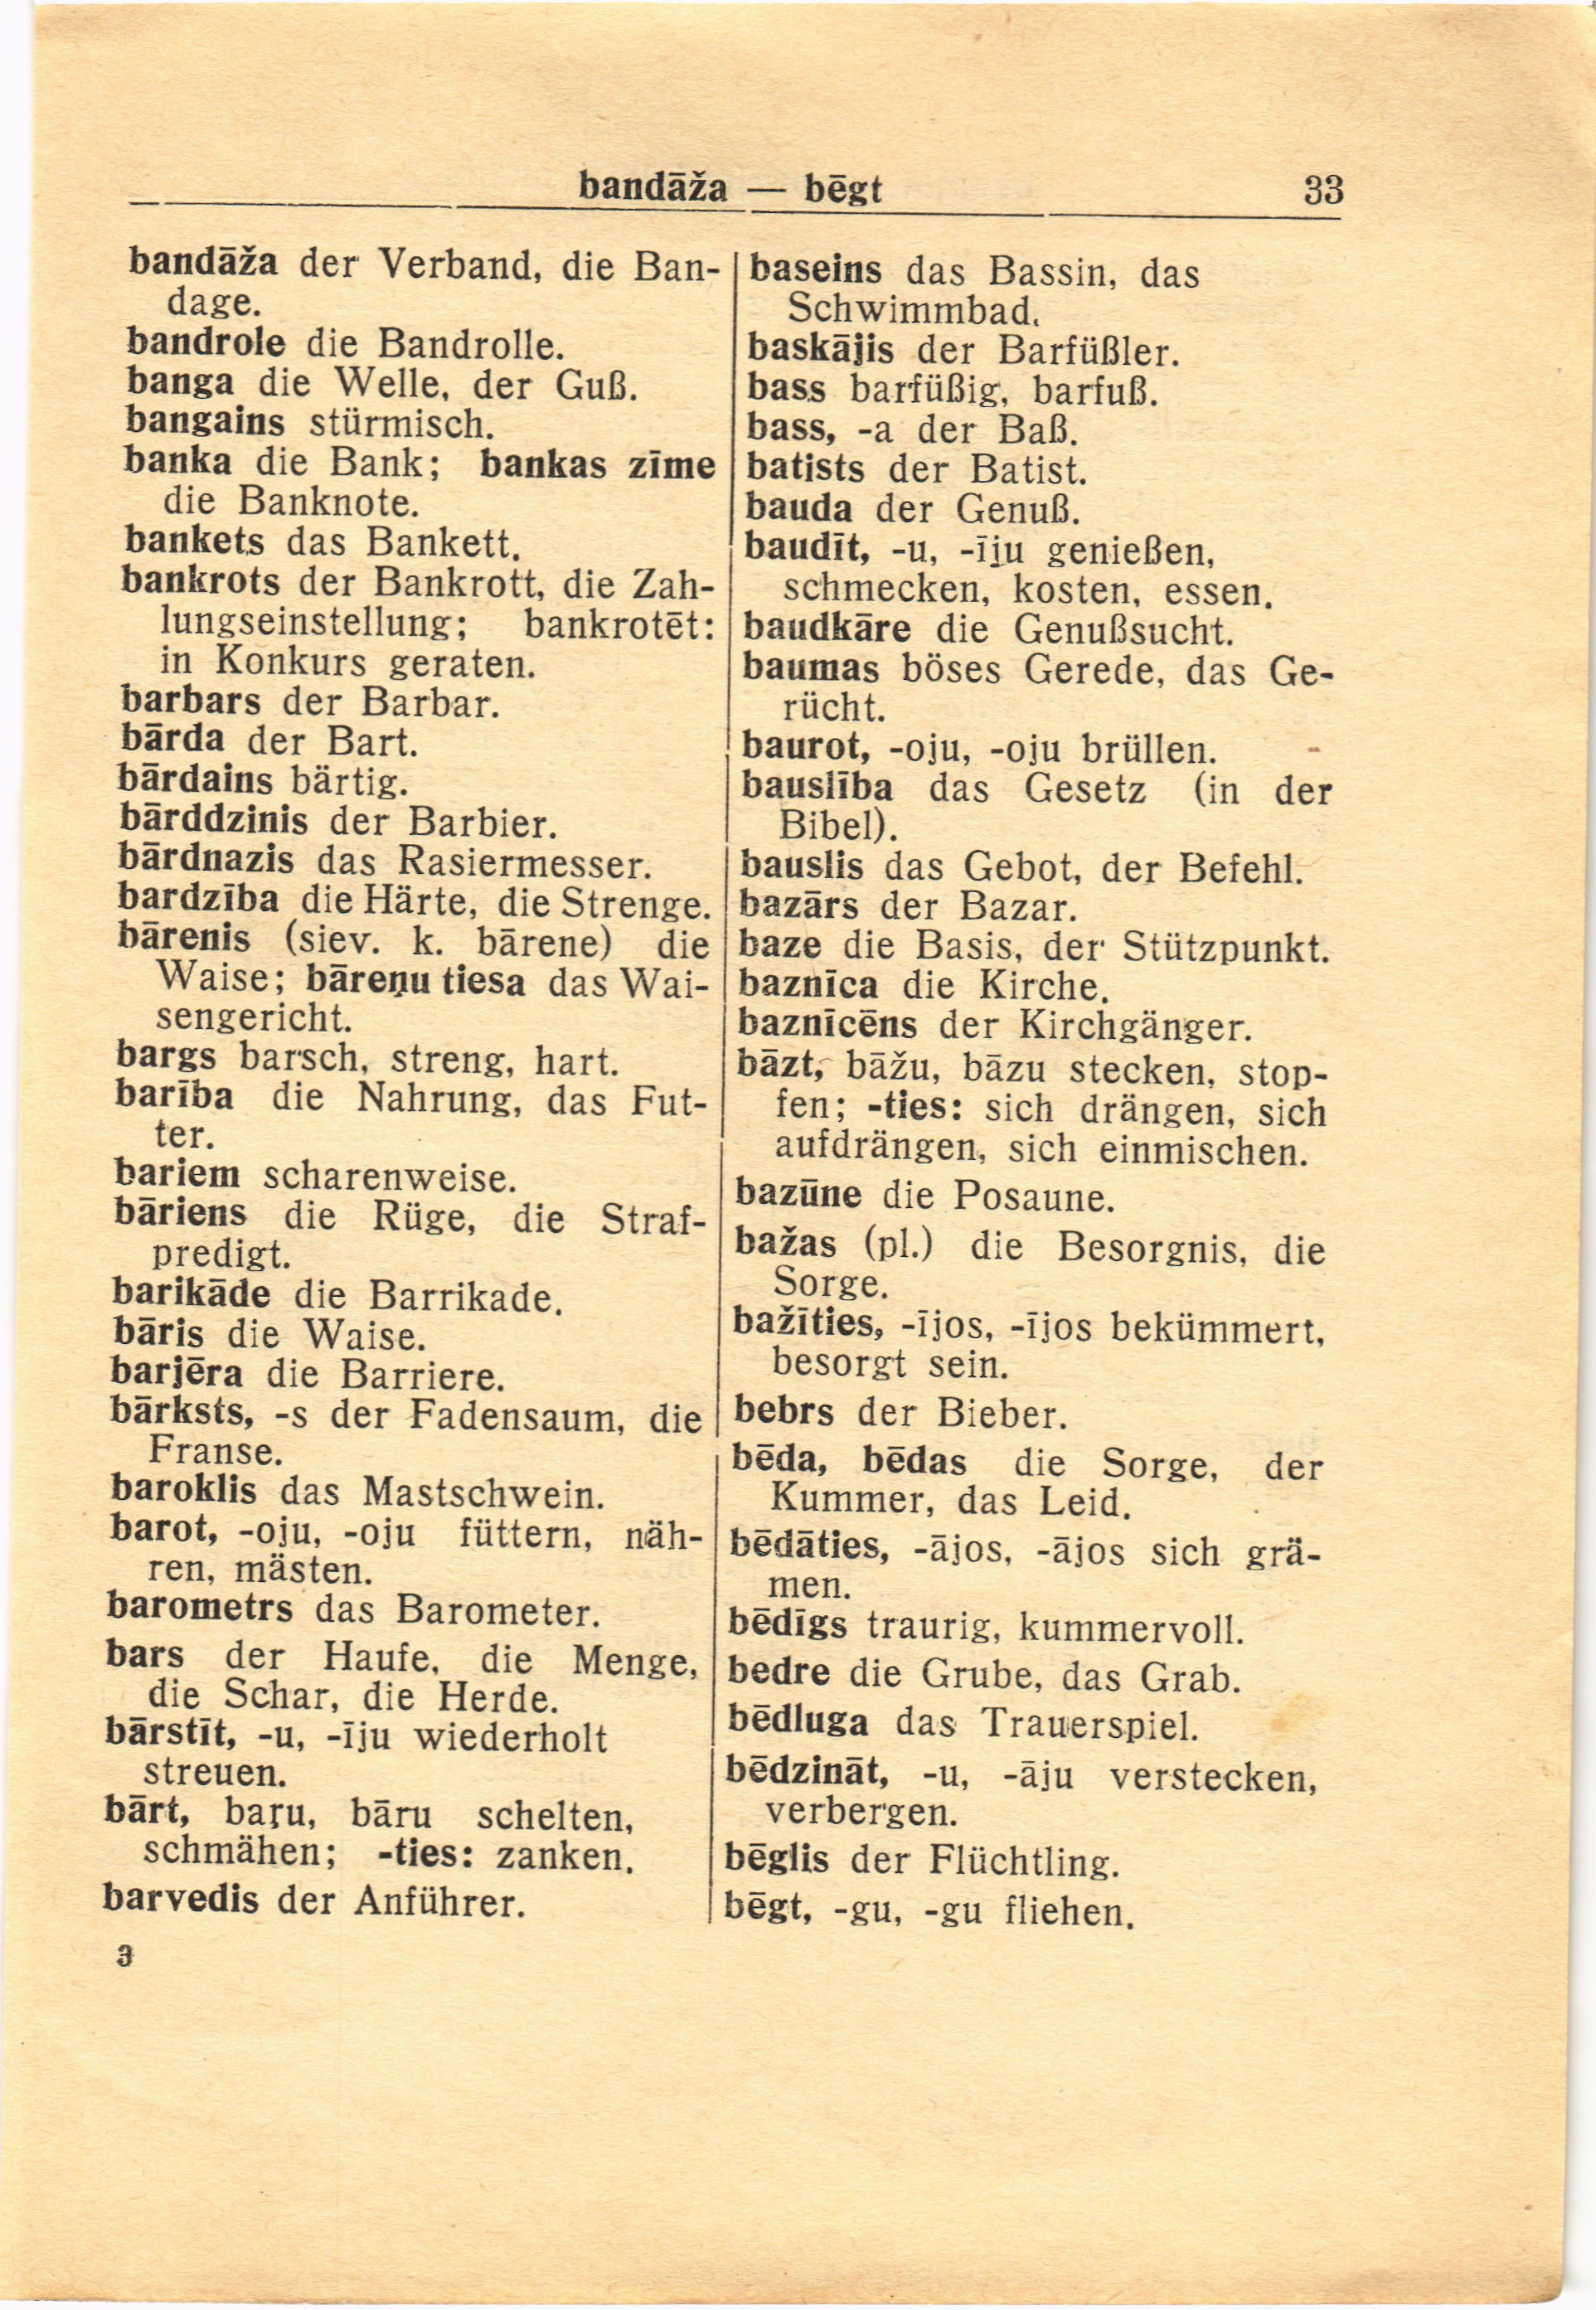 bandāža — bēgt 33
bandāža der Verband, die Ban-
dage.
bandrole die Bandrolle.
banga die Welle, der Guß.
bangains stürmisch.
banka die Bank; bankas zīme
die Banknote.
bankets das Bankett.
bankrots der Bankrott, die Zah-
lungseinstellung; bankrotēt:
in Konkurs geraten.
barbars der Barbar.
bārda der Bart.
bārdains bärtig.
bārddzinis der Barbier.
bārdnazis das Rasiermesser.
bardzība die Härte, die Strenge.
bārenis (siev. k. bārene) die
Waise; bāreņu tiesa das Wai-
sengericht.
bargs barsch, streng, hart.
barība die Nahrung, das Fut-
ter.
bariem scharenweise.
bāriens die Rüge, die Straf-
predigt.
barikāde die Barrikade.
bāris die Waise.
barjēra die Barriere.
bārksts, -s der Fadensaum, die
Franse.
baroklis das Mastschwein.
barot, -oju, -oju füttern, näh-
ren, mästen.
barometrs das Barometer.
bars der Haufe, die Menge,
die Schar, die Herde.
bārstīt, -u, -īju wiederholt
streuen.
bārt, baŗu, bāru schelten,
schmähen; -ties: zanken.
barvedis der Anführer.
3
baseins das Bassin, das
Schwimmbad.
baskājis der Barfüßler.
bass barfüßig, barfuß.
bass, -a der Baß.
batists der Batist.
bauda der Genuß.
baudīt, -u, -īju genießen,
schmecken, kosten, essen.
baudkāre die Genußsucht.
baumas böses Gerede, das Ge-
rücht.
baurot, -oju, -oju brüllen.
bauslība das Gesetz (in der
Bibel).
bauslis das Gebot, der Befehl.
bazārs der Bazar.
baze die Basis, der Stützpunkt.
baznīca die Kirche.
baznīcēns der Kirchgänger.
bāzt, bāžu, bāzu stecken, stop-
fen; -ties: sich drängen, sich
aufdrängen, sich einmischen.
bazūne die Posaune.
bažas (pl.) die Besorgnis, die
Sorge.
bažīties, -ījos, -ījos bekümmert,
besorgt sein.
bebrs der Bieber.
bēda, bēdas die Sorge, der
Kummer, das Leid.
bēdāties, -ājos, -ājos sich grä-
men.
bēdīgs traurig, kummervoll.
bedre die Grube, das Grab.
bēdluga das Trauerspiel.
bēdzināt, -u, -āju verstecken,
verbergen.
bēglis der Flüchtling.
bēgt, -gu, -gu fliehen.